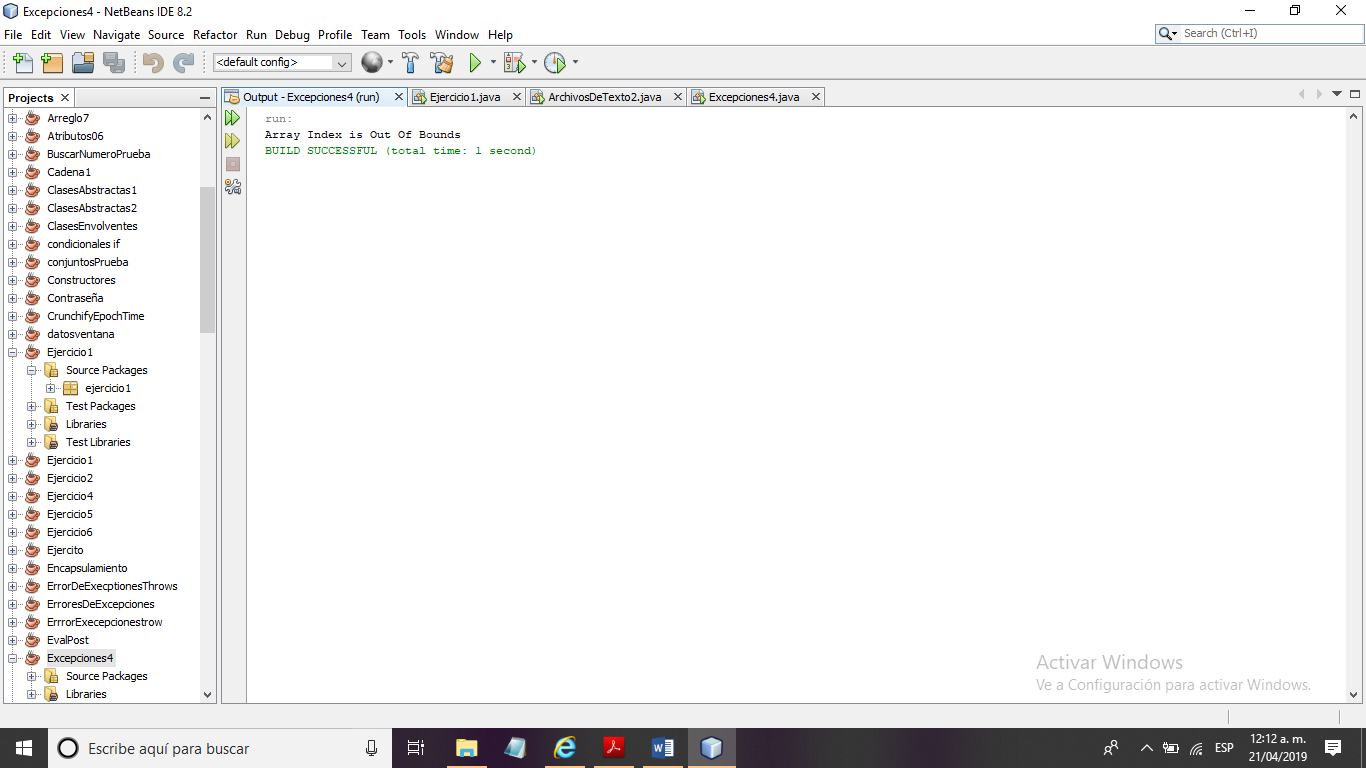 Excepciones4 - NetBeans IDE 8.2
File Edit View Navigate Source Refactor Run Debug Profile Team Tools Window Help
Search (Ctrl+I)
<default config>
Projects
Output - Excepciones4 (run) Ejercicio1.java ArchivosDeTexto2.java Excepciones4.java
Arreglo7
Atributos06
BuscarNumeroPrueba
Cadena1
ClasesAbstractas1
ClasesAbstractas2
ClasesEnvolventes
condicionales if
conjuntosPrueba
Constructores
Contraseña
CrunchifyEpochTime
datosventana
Ejercicio1
Source Packages
ejercicio1
Test Packages
Libraries
Test Libraries
Ejercicio1
Ejercicio2
Ejercicio4
Ejercicio5
Ejercicio6
Ejercito
Encapsulamiento
ErrorDeExecptionesThrows
ErroresDeExcepciones
ErrrorExecepcionestrow
EvalPost
Excepciones4
Source Packages
Libraries
run:
Array Index is Out Of Bounds
BUILD SUCCESSFUL (total time: 1 second)
Activar Windows
Ve a Configuración para activar Windows.
Escribe aquí para buscar
ESP
12:12 a. m.
21/04/2019